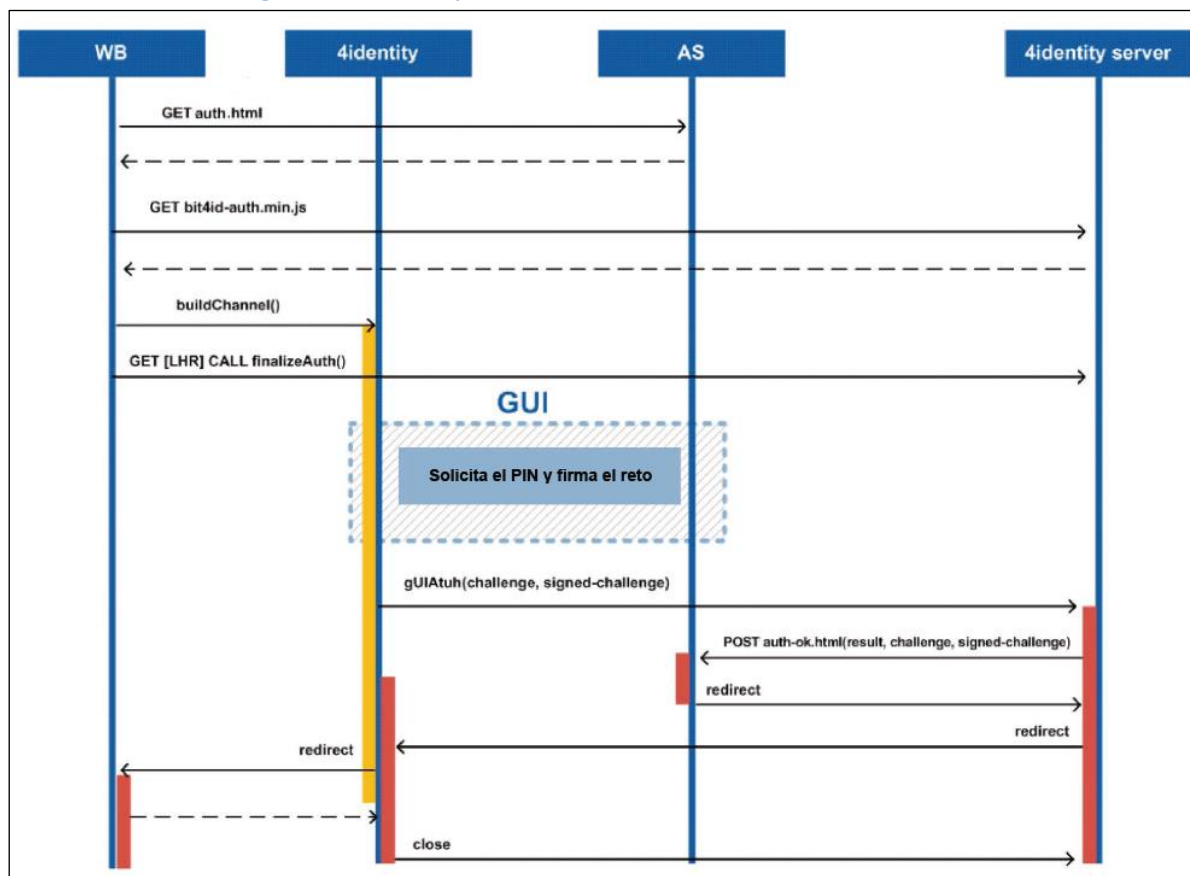 WB
4identity
AS
4identity server
GET auth.html
GET bit4id-auth.min.js
buildChannel()
GET [LHR] CALL finalizeAuth()
GUI
Solicita el PIN y firma el reto
gUIAtuh(challenge, signed-challenge)
POST auth-ok.html(result, challenge, signed-challenge)
redirect
redirect
redirect
close